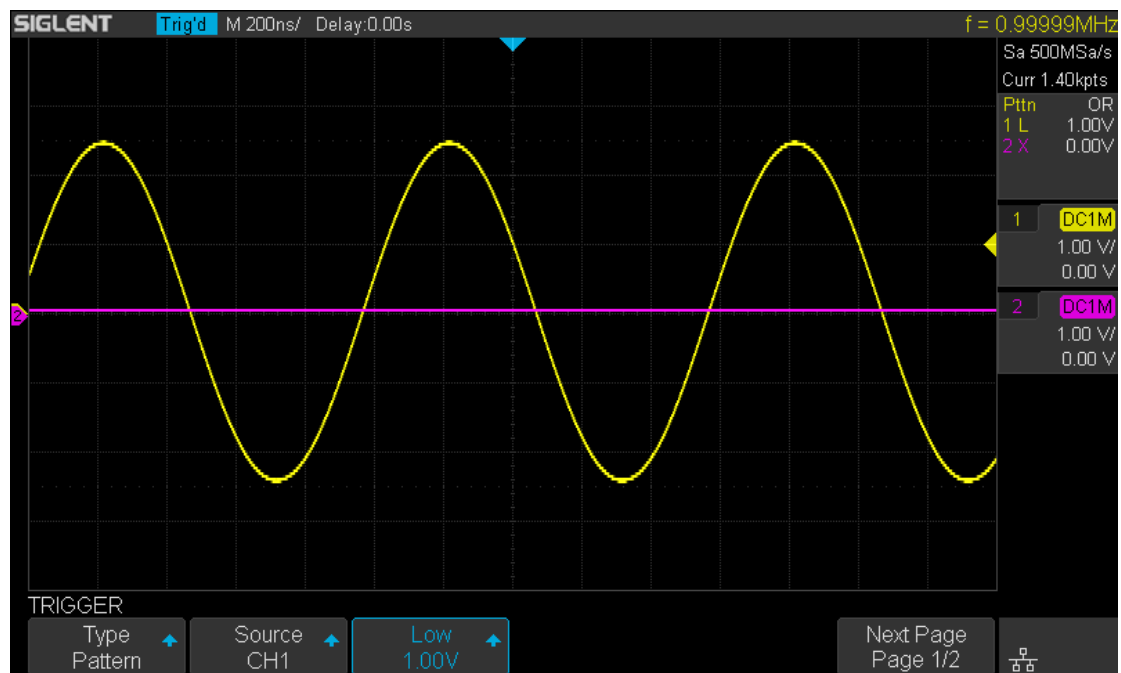 SIGLENT Trig'd M 200ns/ Delay:0.00s f = 0.99999MHz
Sa 500MSa/s
Curr 1.40kpts
Pttn OR
1 L 1.00V
2 X 0.00V
1 DC1M
1.00 V/
0.00 V
2 DC1M
1.00 V/
0.00 V
2
TRIGGER
Type
Pattern
Source
CH1
Low
1.00V
Next Page
Page 1/2